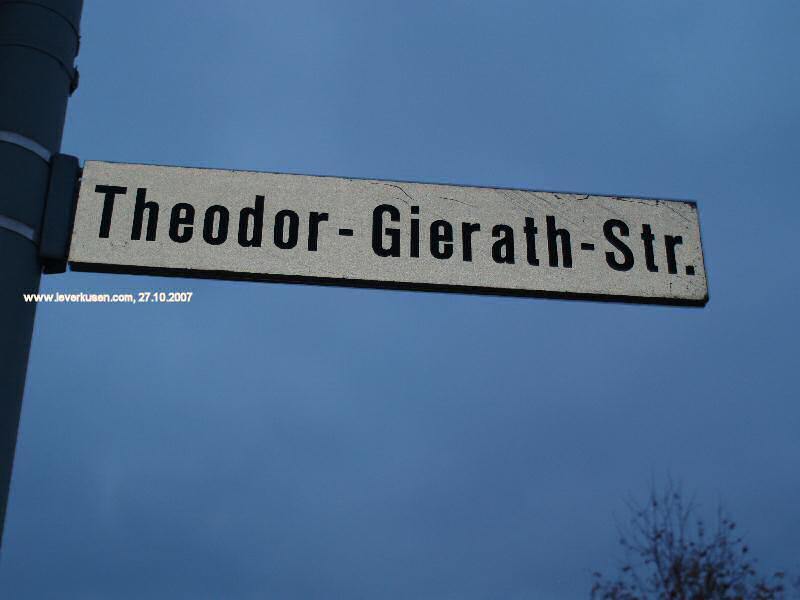 Theodor-Gierath-Str.
www.leverkusen.com, 27.10.2007